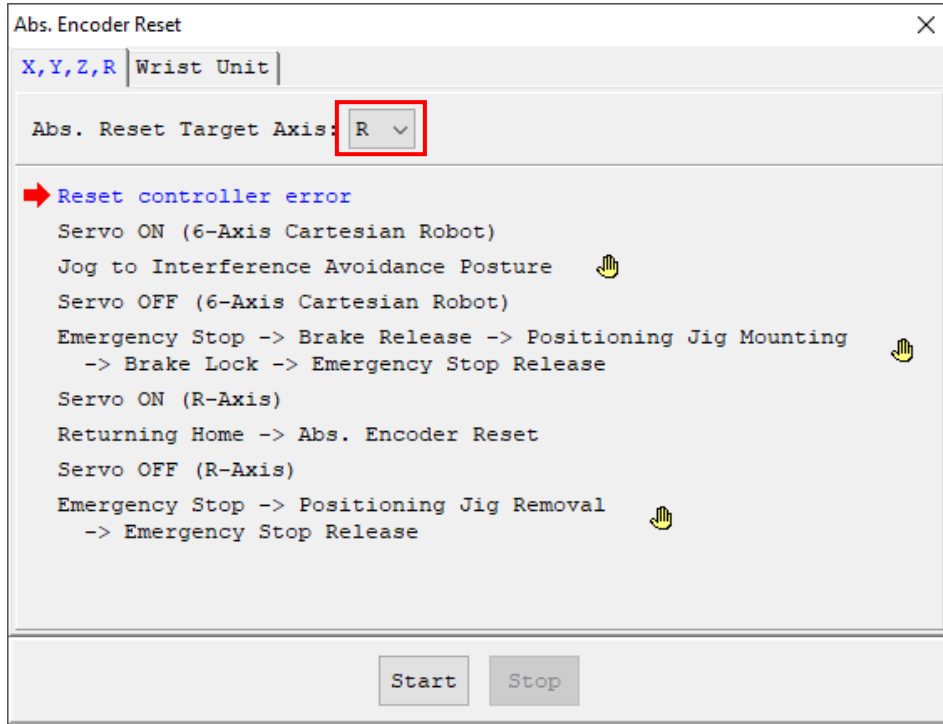 Abs. Encoder Reset
X,Y,Z,R Wrist Unit
Abs. Reset Target Axis: R
Reset controller error
Servo ON (6-Axis Cartesian Robot)
Jog to Interference Avoidance Posture
Servo OFF (6-Axis Cartesian Robot)
Emergency Stop -> Brake Release -> Positioning Jig Mounting
-> Brake Lock -> Emergency Stop Release
Servo ON (R-Axis)
Returning Home -> Abs. Encoder Reset
Servo OFF (R-Axis)
Emergency Stop -> Positioning Jig Removal
-> Emergency Stop Release
Start Stop